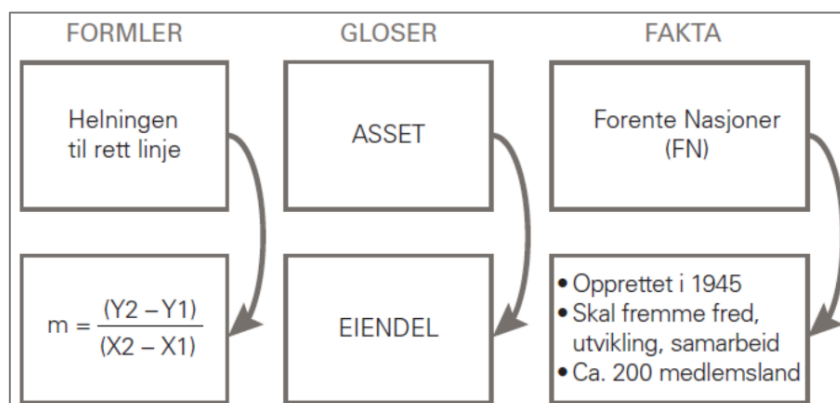 FORMLER
Helningen
til rett linje
m = (Y2 – Y1)
(X2 – X1)
GLOSER
ASSET
EIENDEL
FAKTA
Forente Nasjoner
(FN)
• Opprettet i 1945
• Skal fremme fred,
utvikling, samarbeid
• Ca. 200 medlemsland